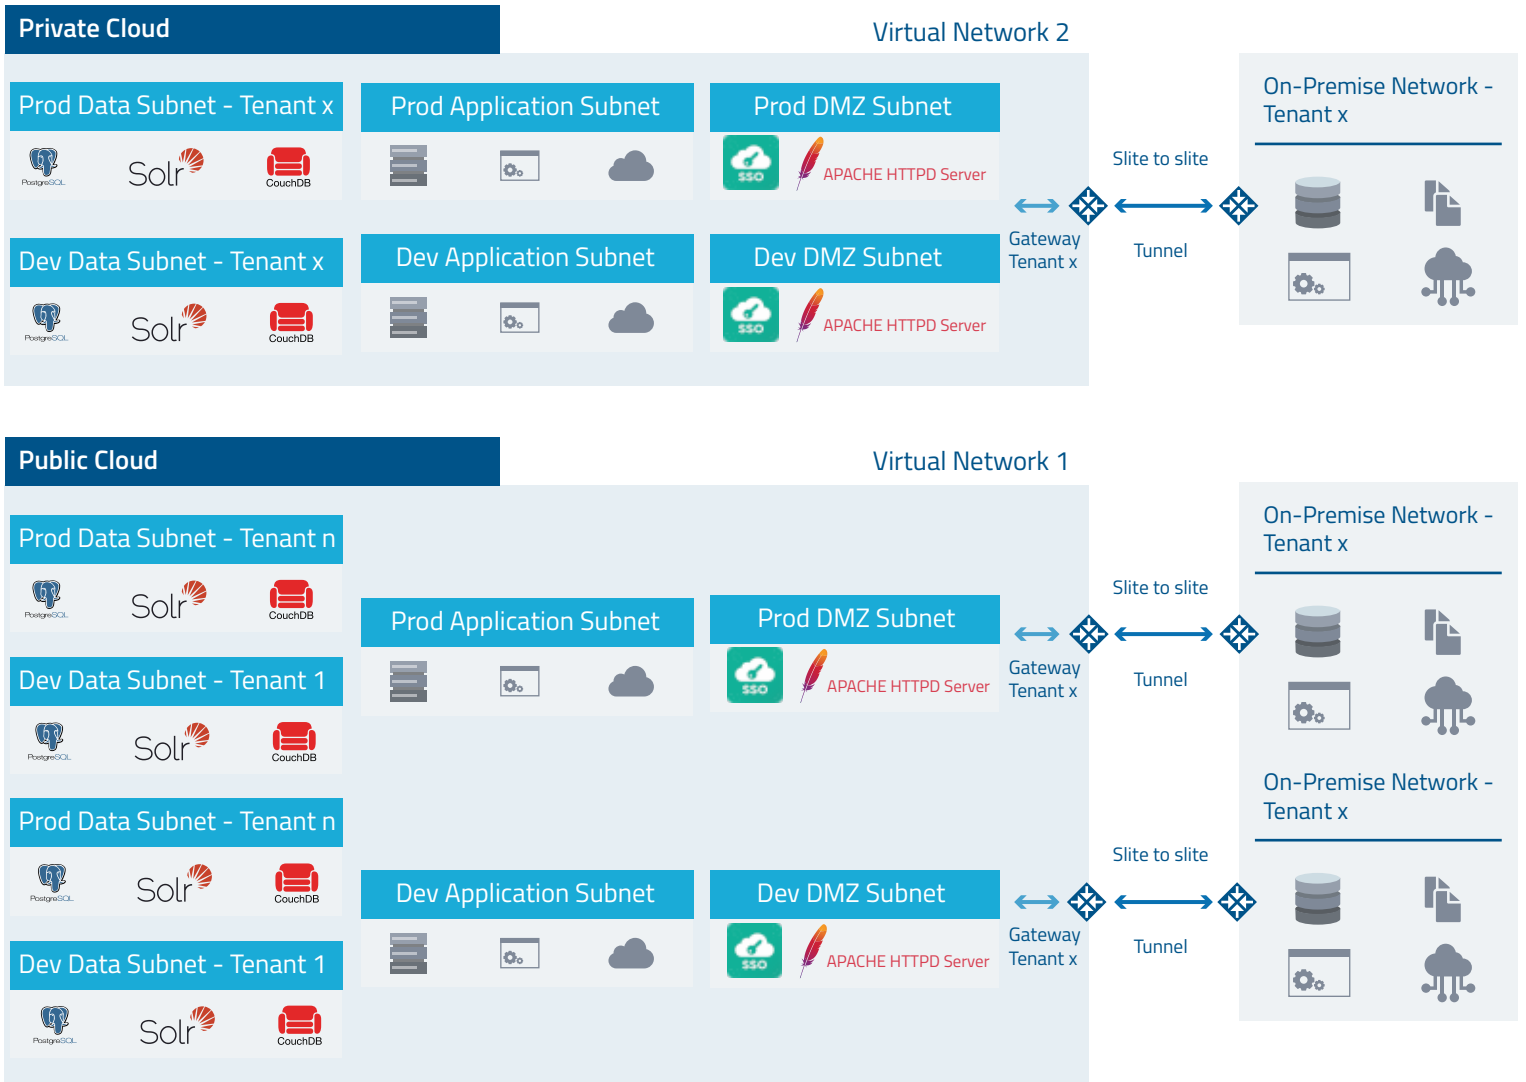 Private Cloud
Virtual Network 2
Prod Data Subnet - Tenant x
PostgreSQL
Solr
CouchDB
Prod Application Subnet
Prod DMZ Subnet
SSO
APACHE HTTPD Server
Dev Data Subnet - Tenant x
PostgreSQL
Solr
CouchDB
Dev Application Subnet
Dev DMZ Subnet
SSO
APACHE HTTPD Server
Gateway
Tenant x
Slite to slite
Tunnel
On-Premise Network -
Tenant x
Public Cloud
Virtual Network 1
Prod Data Subnet - Tenant n
PostgreSQL
Solr
CouchDB
Dev Data Subnet - Tenant 1
PostgreSQL
Solr
CouchDB
Prod Data Subnet - Tenant n
PostgreSQL
Solr
CouchDB
Dev Data Subnet - Tenant 1
PostgreSQL
Solr
CouchDB
Prod Application Subnet
Prod DMZ Subnet
SSO
APACHE HTTPD Server
Gateway
Tenant x
Slite to slite
Tunnel
On-Premise Network -
Tenant x
Dev Application Subnet
Dev DMZ Subnet
SSO
APACHE HTTPD Server
Gateway
Tenant x
Slite to slite
Tunnel
On-Premise Network -
Tenant x